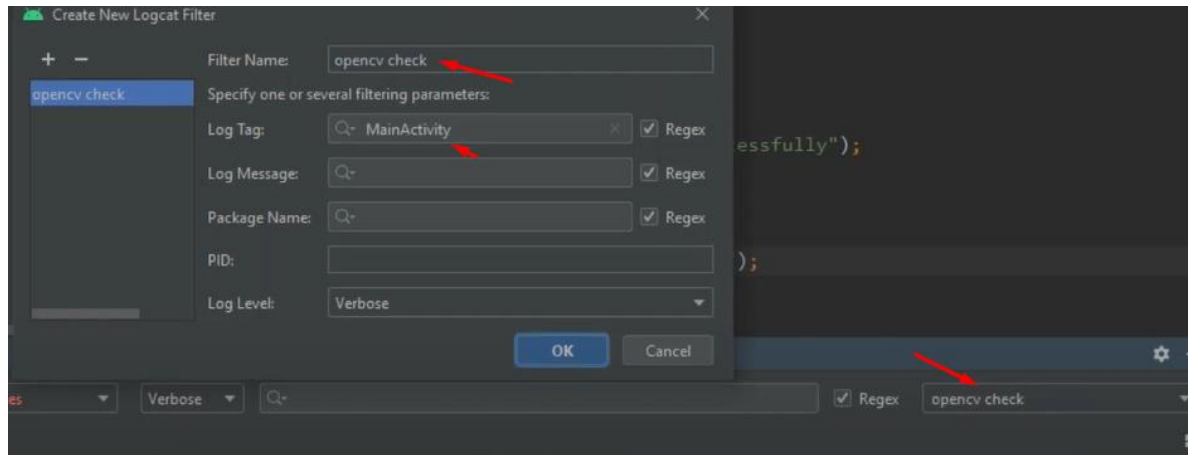 Create New Logcat Filter
Filter Name: opencv check
opencv check
Specify one or several filtering parameters:
Log Tag: MainActivity Regex
essfully");
Log Message: Regex
Package Name: Regex
PID:
);
Log Level: Verbose
OK Cancel
es Verbose Regex opencv check